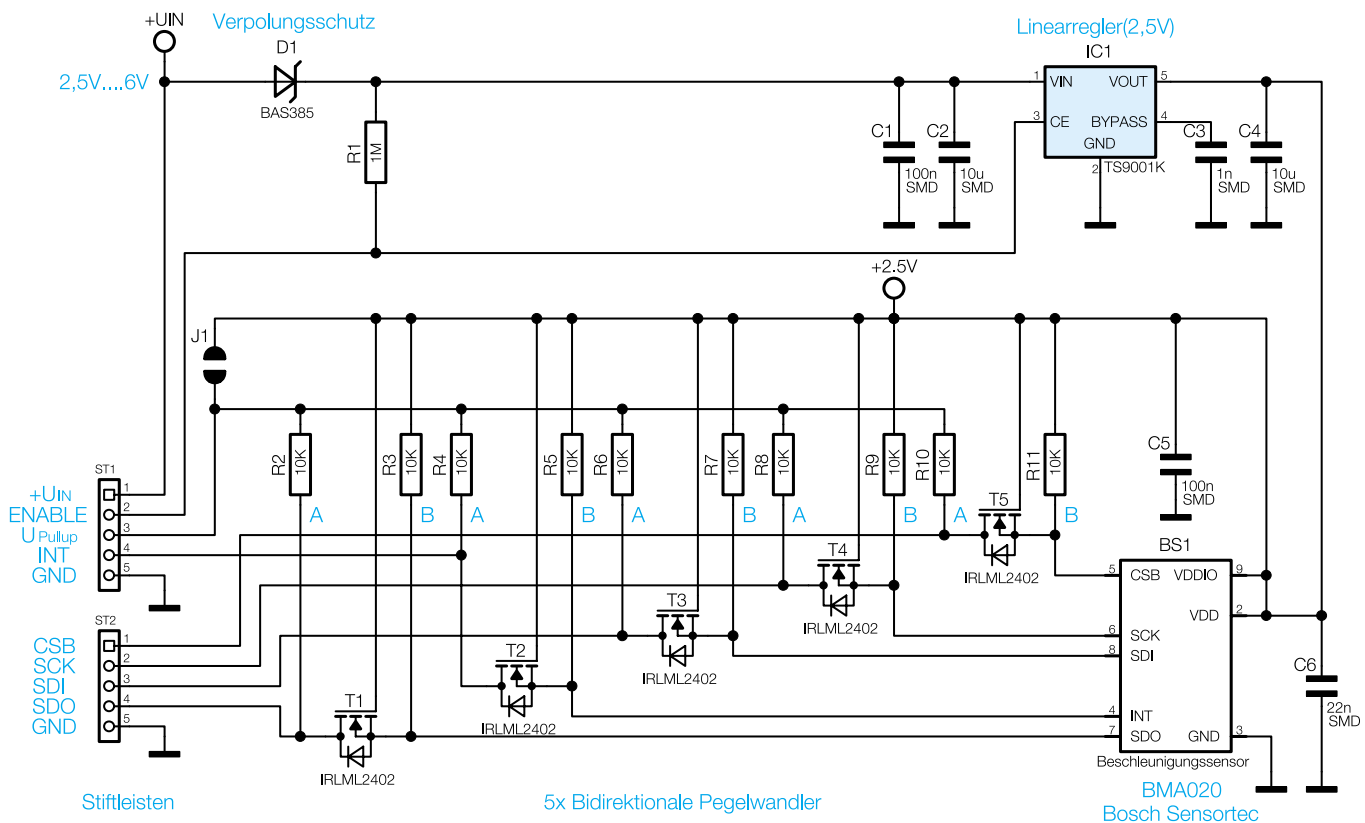 +UIN
Verpolungsschutz
D1
BAS385
2,5V....6V
Linearregler(2,5V)
IC1
1
VIN
VOUT
5
3
CE
BYPASS
4
GND
2
TS9001K
R1
1M
C1
100n
SMD
C2
10u
SMD
C3
1n
SMD
C4
10u
SMD
+2.5V
J1
R2
10K
A
R3
10K
B
R4
10K
A
R5
10K
B
R6
10K
A
R7
10K
B
R8
10K
A
R9
10K
B
R10
10K
A
R11
10K
B
C5
100n
SMD
ST1
+UIN
1
ENABLE
2
U Pullup
3
INT
4
GND
5
ST2
CSB
1
SCK
2
SDI
3
SDO
4
GND
5
T1
IRLML2402
T2
IRLML2402
T3
IRLML2402
T4
IRLML2402
T5
IRLML2402
BS1
5
CSB
VDDIO
9
VDD
2
6
SCK
8
SDI
4
INT
7
SDO
GND
3
Beschleunigungssensor
C6
22n
SMD
Stiftleisten
5x Bidirektionale Pegelwandler
BMA020
Bosch Sensortec